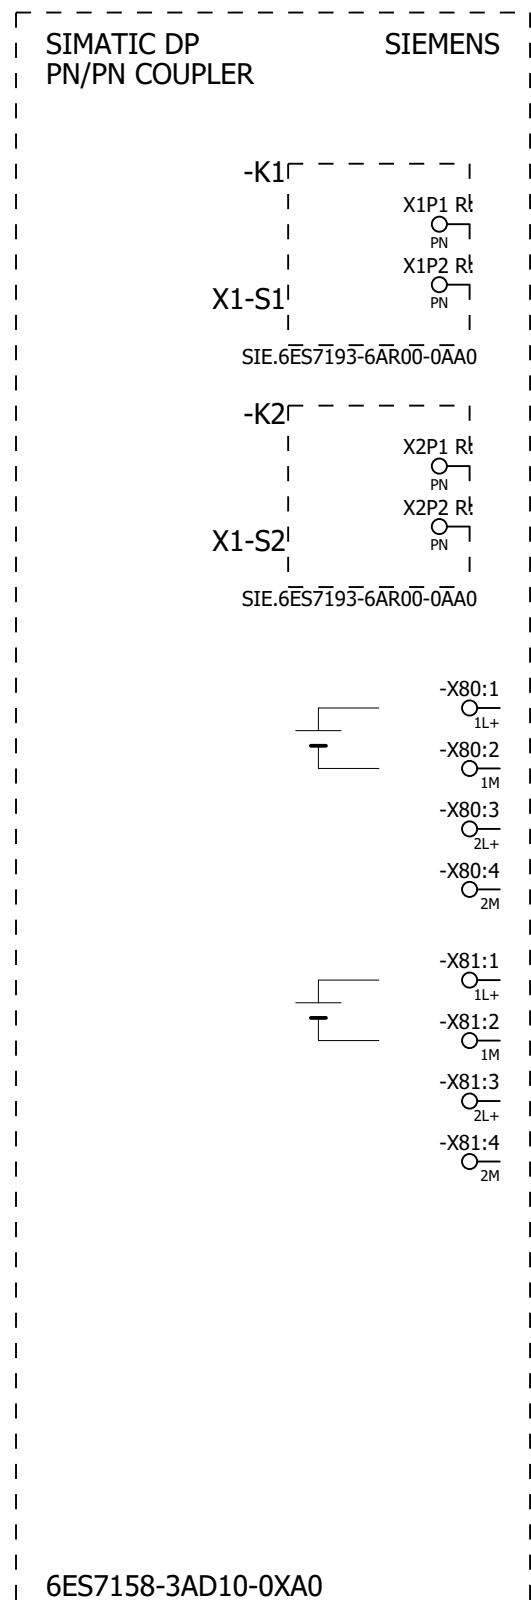 SIMATIC DP SIEMENS
PN/PN COUPLER
-K1
X1P1 R
PN
X1P2 R
X1-S1
PN
SIE.6ES7193-6AR00-0AA0
-K2
X2P1 R
PN
X2P2 R
X1-S2
PN
SIE.6ES7193-6AR00-0AA0
-X80:1
1L+
-X80:2
1M
-X80:3
2L+
-X80:4
2M
-X81:1
1L+
-X81:2
1M
-X81:3
2L+
-X81:4
2M
6ES7158-3AD10-0XA0